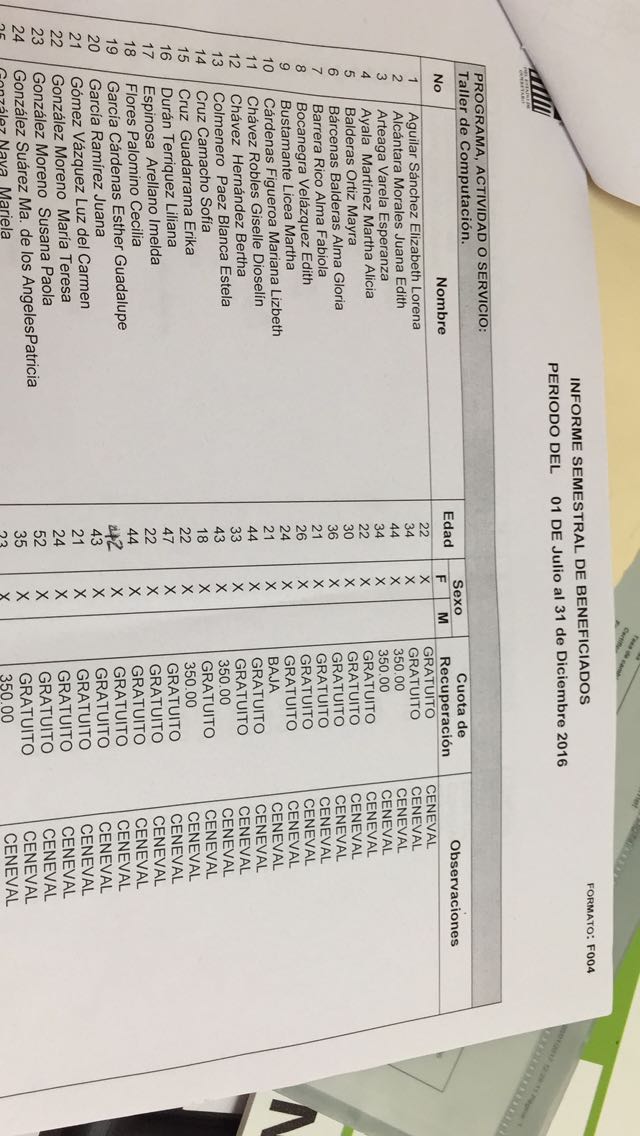 FORMATO: F004
INFORME SEMESTRAL DE BENEFICIADOS
PERIODO DEL 01 DE Julio al 31 de Diciembre 2016
PROGRAMA, ACTIVIDAD O SERVICIO:
Taller de Computación.
No Nombre Edad Sexo F M Cuota de Recuperación Observaciones
1 Aguilar Sánchez Elizabeth Lorena 22 X GRATUITO CENEVAL
2 Alcántara Morales Juana Edith 34 X GRATUITO CENEVAL
3 Arteaga Varela Esperanza 44 X 350.00 CENEVAL
4 Ayala Martinez Martha Alicia 34 X 350.00 CENEVAL
5 Balderas Ortiz Mayra 22 X GRATUITO CENEVAL
6 Bárcenas Balderas Alma Gloria 30 X GRATUITO CENEVAL
7 Barrera Rico Alma Fabiola 36 X GRATUITO CENEVAL
8 Bocanegra Velázquez Edith 21 X GRATUITO CENEVAL
9 Bustamante Licea Martha 26 X GRATUITO CENEVAL
10 Cárdenas Figueroa Mariana Lizbeth 24 X GRATUITO CENEVAL
11 Chávez Robles Giselle Dioselin 21 X BAJA CENEVAL
12 Chávez Hernández Bertha 44 X GRATUITO CENEVAL
13 Colmenero Paez Blanca Estela 33 X GRATUITO CENEVAL
14 Cruz Camacho Sofía 43 X 350.00 CENEVAL
15 Cruz Guadarrama Erika 18 X GRATUITO CENEVAL
16 Durán Terriquez Liliana 22 X 350.00 CENEVAL
17 Espinosa Arellano Imelda 47 X GRATUITO CENEVAL
18 Flores Palomino Cecilia 22 X GRATUITO CENEVAL
19 García Cárdenas Esther Guadalupe 44 X GRATUITO CENEVAL
20 García Ramírez Juana 42 X GRATUITO CENEVAL
21 Gómez Vázquez Luz del Carmen 43 X GRATUITO CENEVAL
22 González Moreno María Teresa 21 X GRATUITO CENEVAL
23 González Moreno Susana Paola 24 X GRATUITO CENEVAL
24 González Suárez Ma. de los AngelesPatricia 52 X GRATUITO CENEVAL
25 González Nava Mariela 35 X GRATUITO CENEVAL
23 X 350.00 CENEVAL